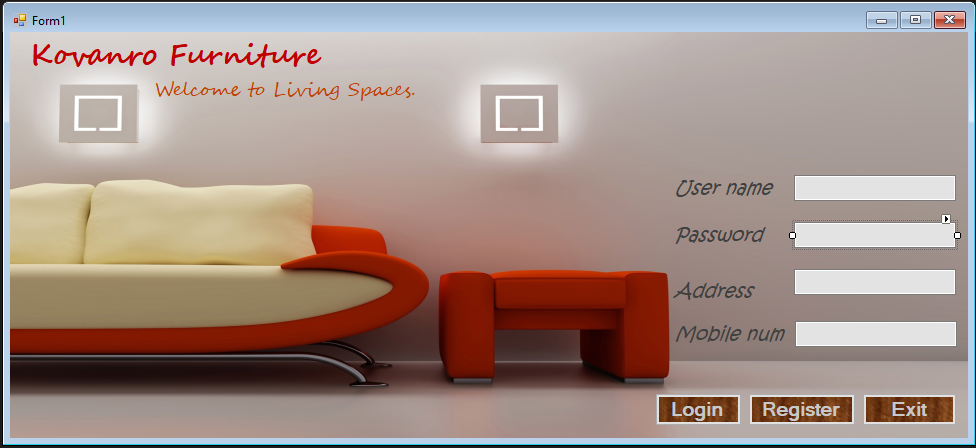 Form1
Kovanro Furniture
Welcome to Living Spaces.
User name
Password
Address
Mobile num
Login Register Exit